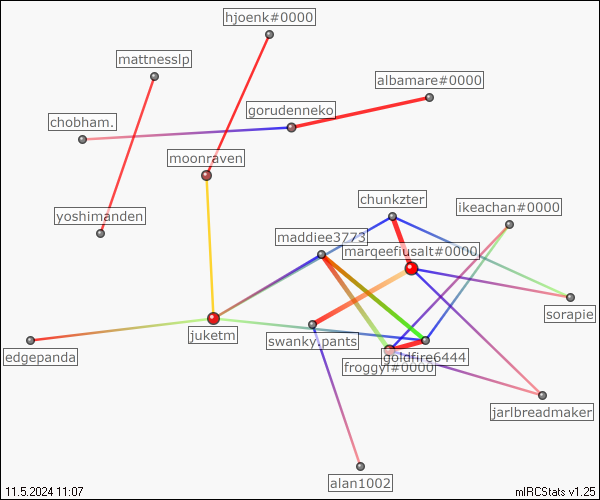 hjoenk#0000
mattnesslp
albamare#0000
gorudenneko
chobham.
moonraven
chunkzter
ikeachan#0000
yoshimanden
maddiee3773
marqeefiusalt#0000
sorapie
juketm
swanky.pants
edgepanda
goldfire6444
froggyf#0000
jarlbreadmaker
alan1002
11.5.2024 11:07
mIRCStats v1.25